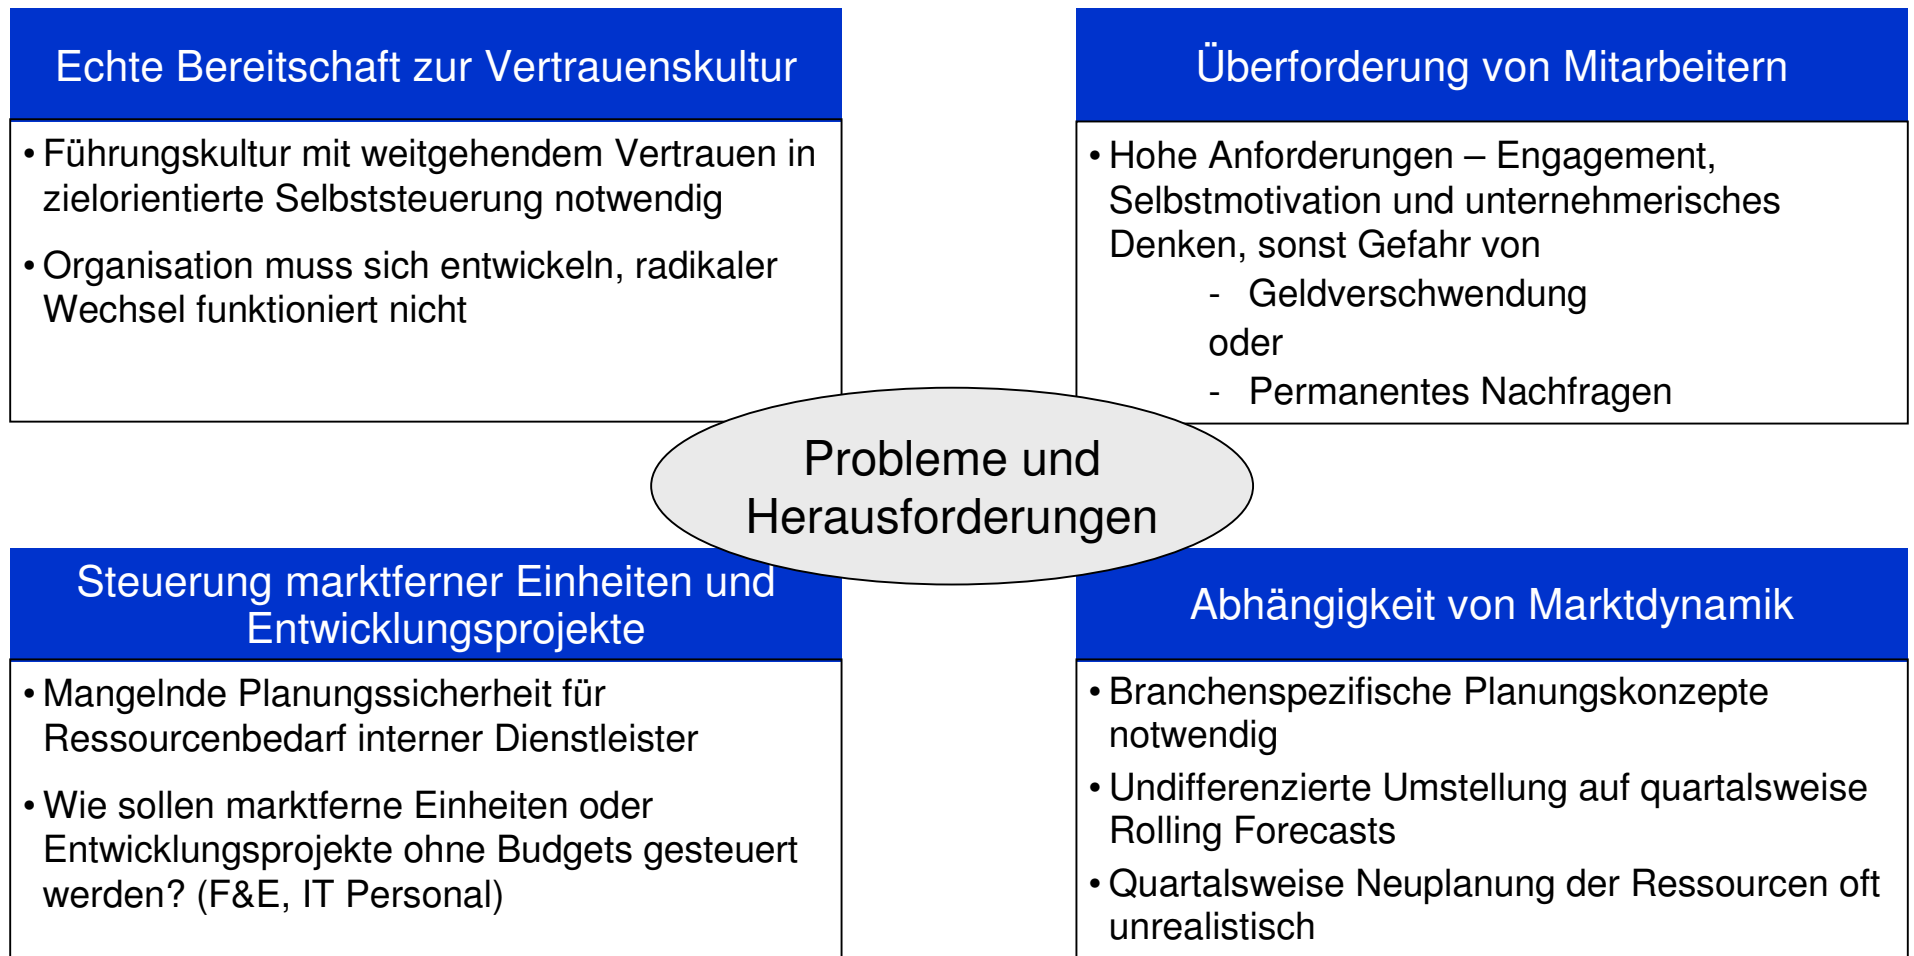 Echte Bereitschaft zur Vertrauenskultur
• Führungskultur mit weitgehendem Vertrauen in
zielorientierte Selbststeuerung notwendig
• Organisation muss sich entwickeln, radikaler
Wechsel funktioniert nicht
Überforderung von Mitarbeitern
• Hohe Anforderungen – Engagement,
Selbstmotivation und unternehmerisches
Denken, sonst Gefahr von
- Geldverschwendung
oder
- Permanentes Nachfragen
Probleme und
Herausforderungen
Steuerung marktferner Einheiten und
Entwicklungsprojekte
• Mangelnde Planungssicherheit für
Ressourcenbedarf interner Dienstleister
• Wie sollen marktferne Einheiten oder
Entwicklungsprojekte ohne Budgets gesteuert
werden? (F&E, IT Personal)
Abhängigkeit von Marktdynamik
• Branchenspezifische Planungskonzepte
notwendig
• Undifferenzierte Umstellung auf quartalsweise
Rolling Forecasts
• Quartalsweise Neuplanung der Ressourcen oft
unrealistisch